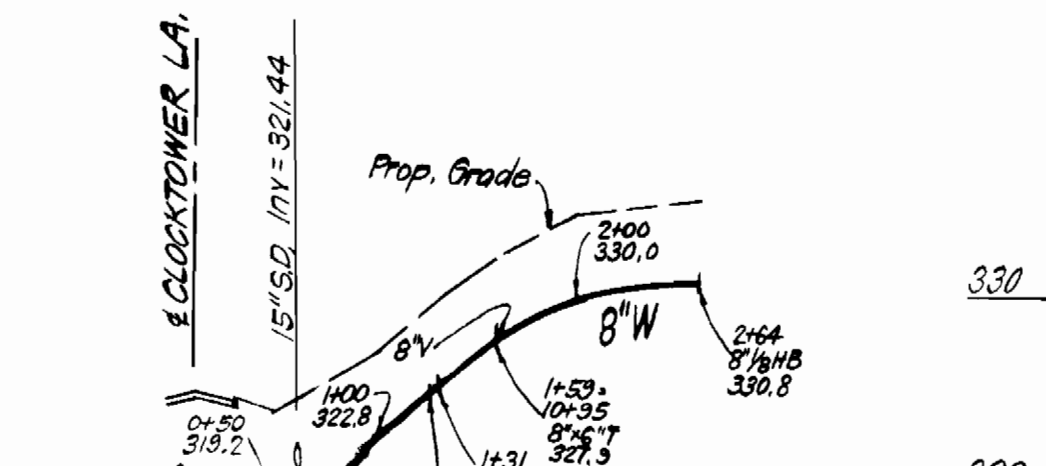 ℄ CLOCKTOWER LA.
15" S.D. Inv = 321.44
Prop. Grade
2+00
330.0
8" W
330
8" V
2+64
8" 1/8 HB
330.8
1+00
322.8
1+59=
10+95
8"x6" T
327.9
0+50
319.2
1+31